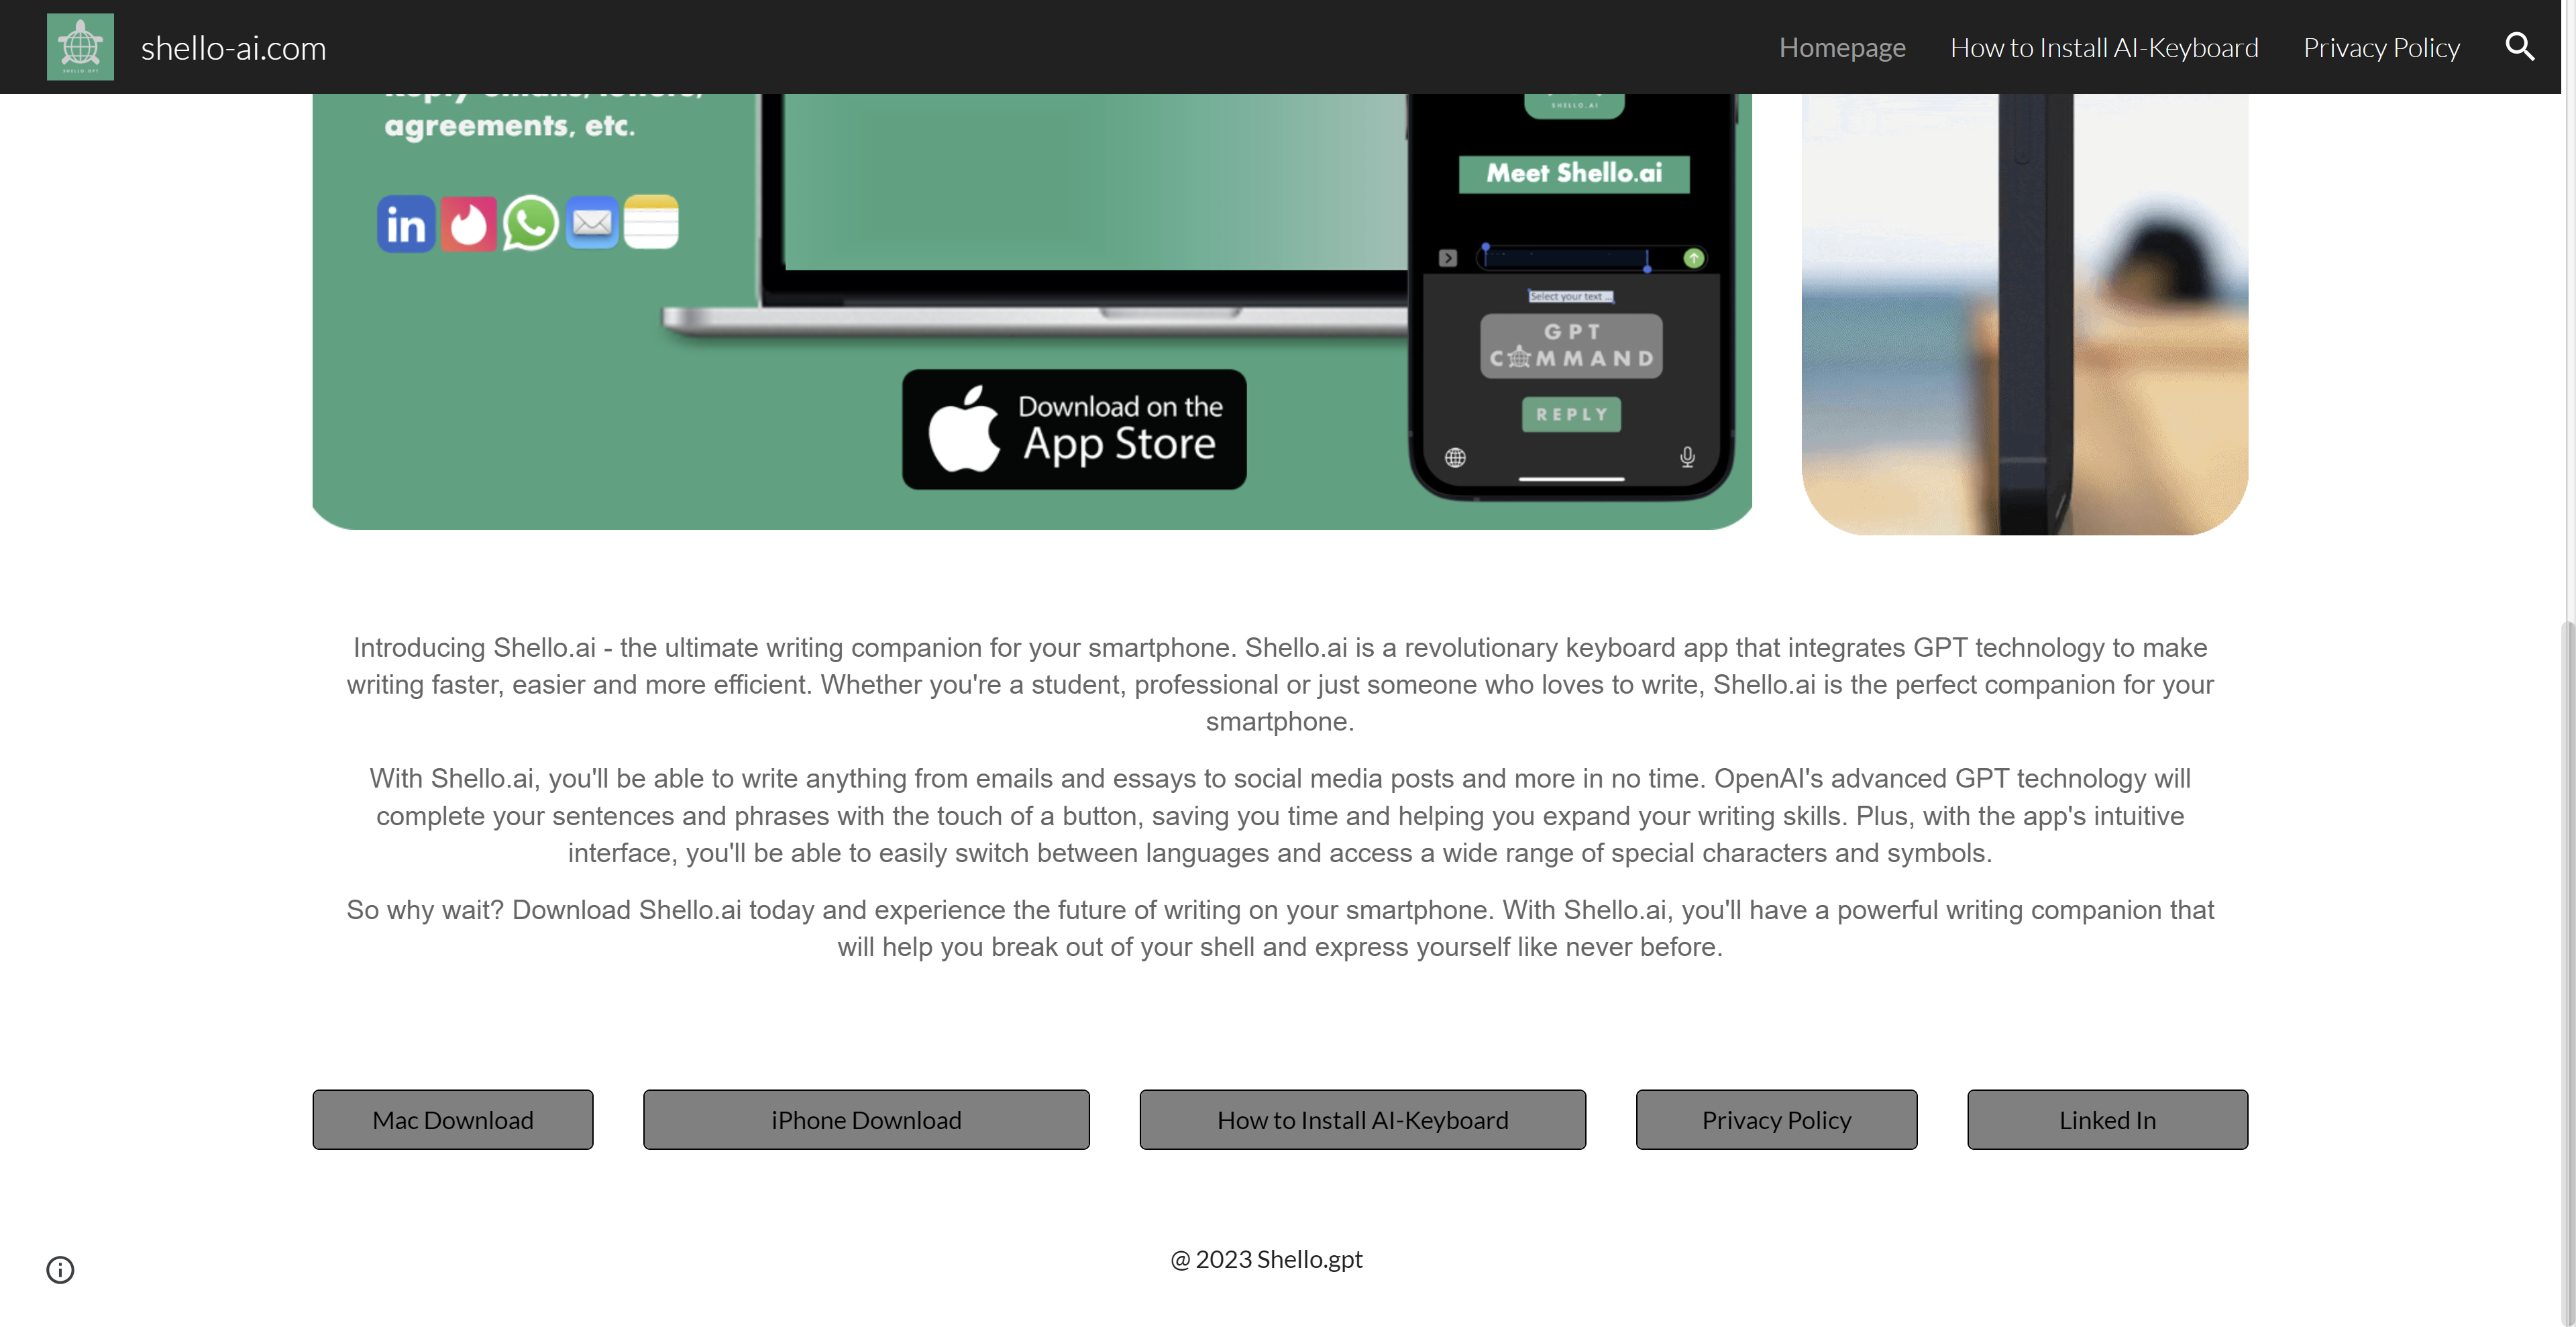 SHELLO.GPT
shello-ai.com
Homepage
How to Install AI-Keyboard
Privacy Policy
agreements, etc.
in
SHELLO.AI
Meet Shello.ai
Select your text ...
GPT
COMMAND
REPLY
Download on the
App Store
Introducing Shello.ai - the ultimate writing companion for your smartphone. Shello.ai is a revolutionary keyboard app that integrates GPT technology to make
writing faster, easier and more efficient. Whether you're a student, professional or just someone who loves to write, Shello.ai is the perfect companion for your
smartphone.
With Shello.ai, you'll be able to write anything from emails and essays to social media posts and more in no time. OpenAI's advanced GPT technology will
complete your sentences and phrases with the touch of a button, saving you time and helping you expand your writing skills. Plus, with the app's intuitive
interface, you'll be able to easily switch between languages and access a wide range of special characters and symbols.
So why wait? Download Shello.ai today and experience the future of writing on your smartphone. With Shello.ai, you'll have a powerful writing companion that
will help you break out of your shell and express yourself like never before.
Mac Download
iPhone Download
How to Install AI-Keyboard
Privacy Policy
Linked In
@ 2023 Shello.gpt